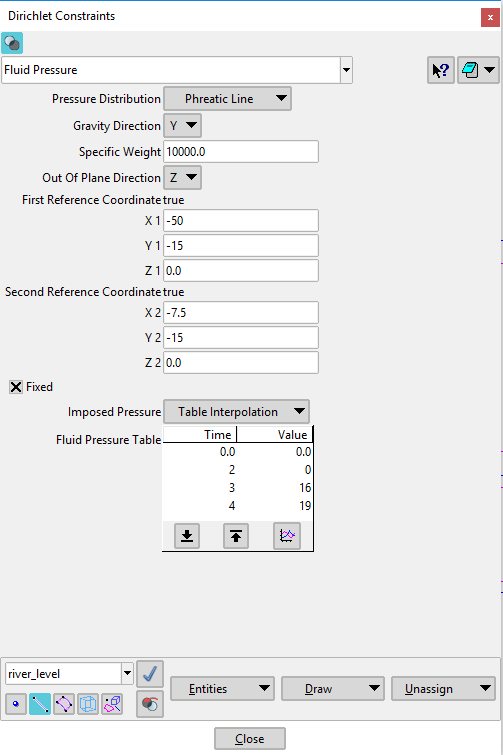 Dirichlet Constraints
x
Fluid Pressure
?
Pressure Distribution Phreatic Line
Gravity Direction Y
Specific Weight 10000.0
Out Of Plane Direction Z
First Reference Coordinate true
X 1 -50
Y 1 -15
Z 1 0.0
Second Reference Coordinate true
X 2 -7.5
Y 2 -15
Z 2 0.0
Fixed
Imposed Pressure Table Interpolation
Fluid Pressure Table Time Value
0.0 0.0
2 0
3 16
4 19
river_level
Entities Draw Unassign
Close